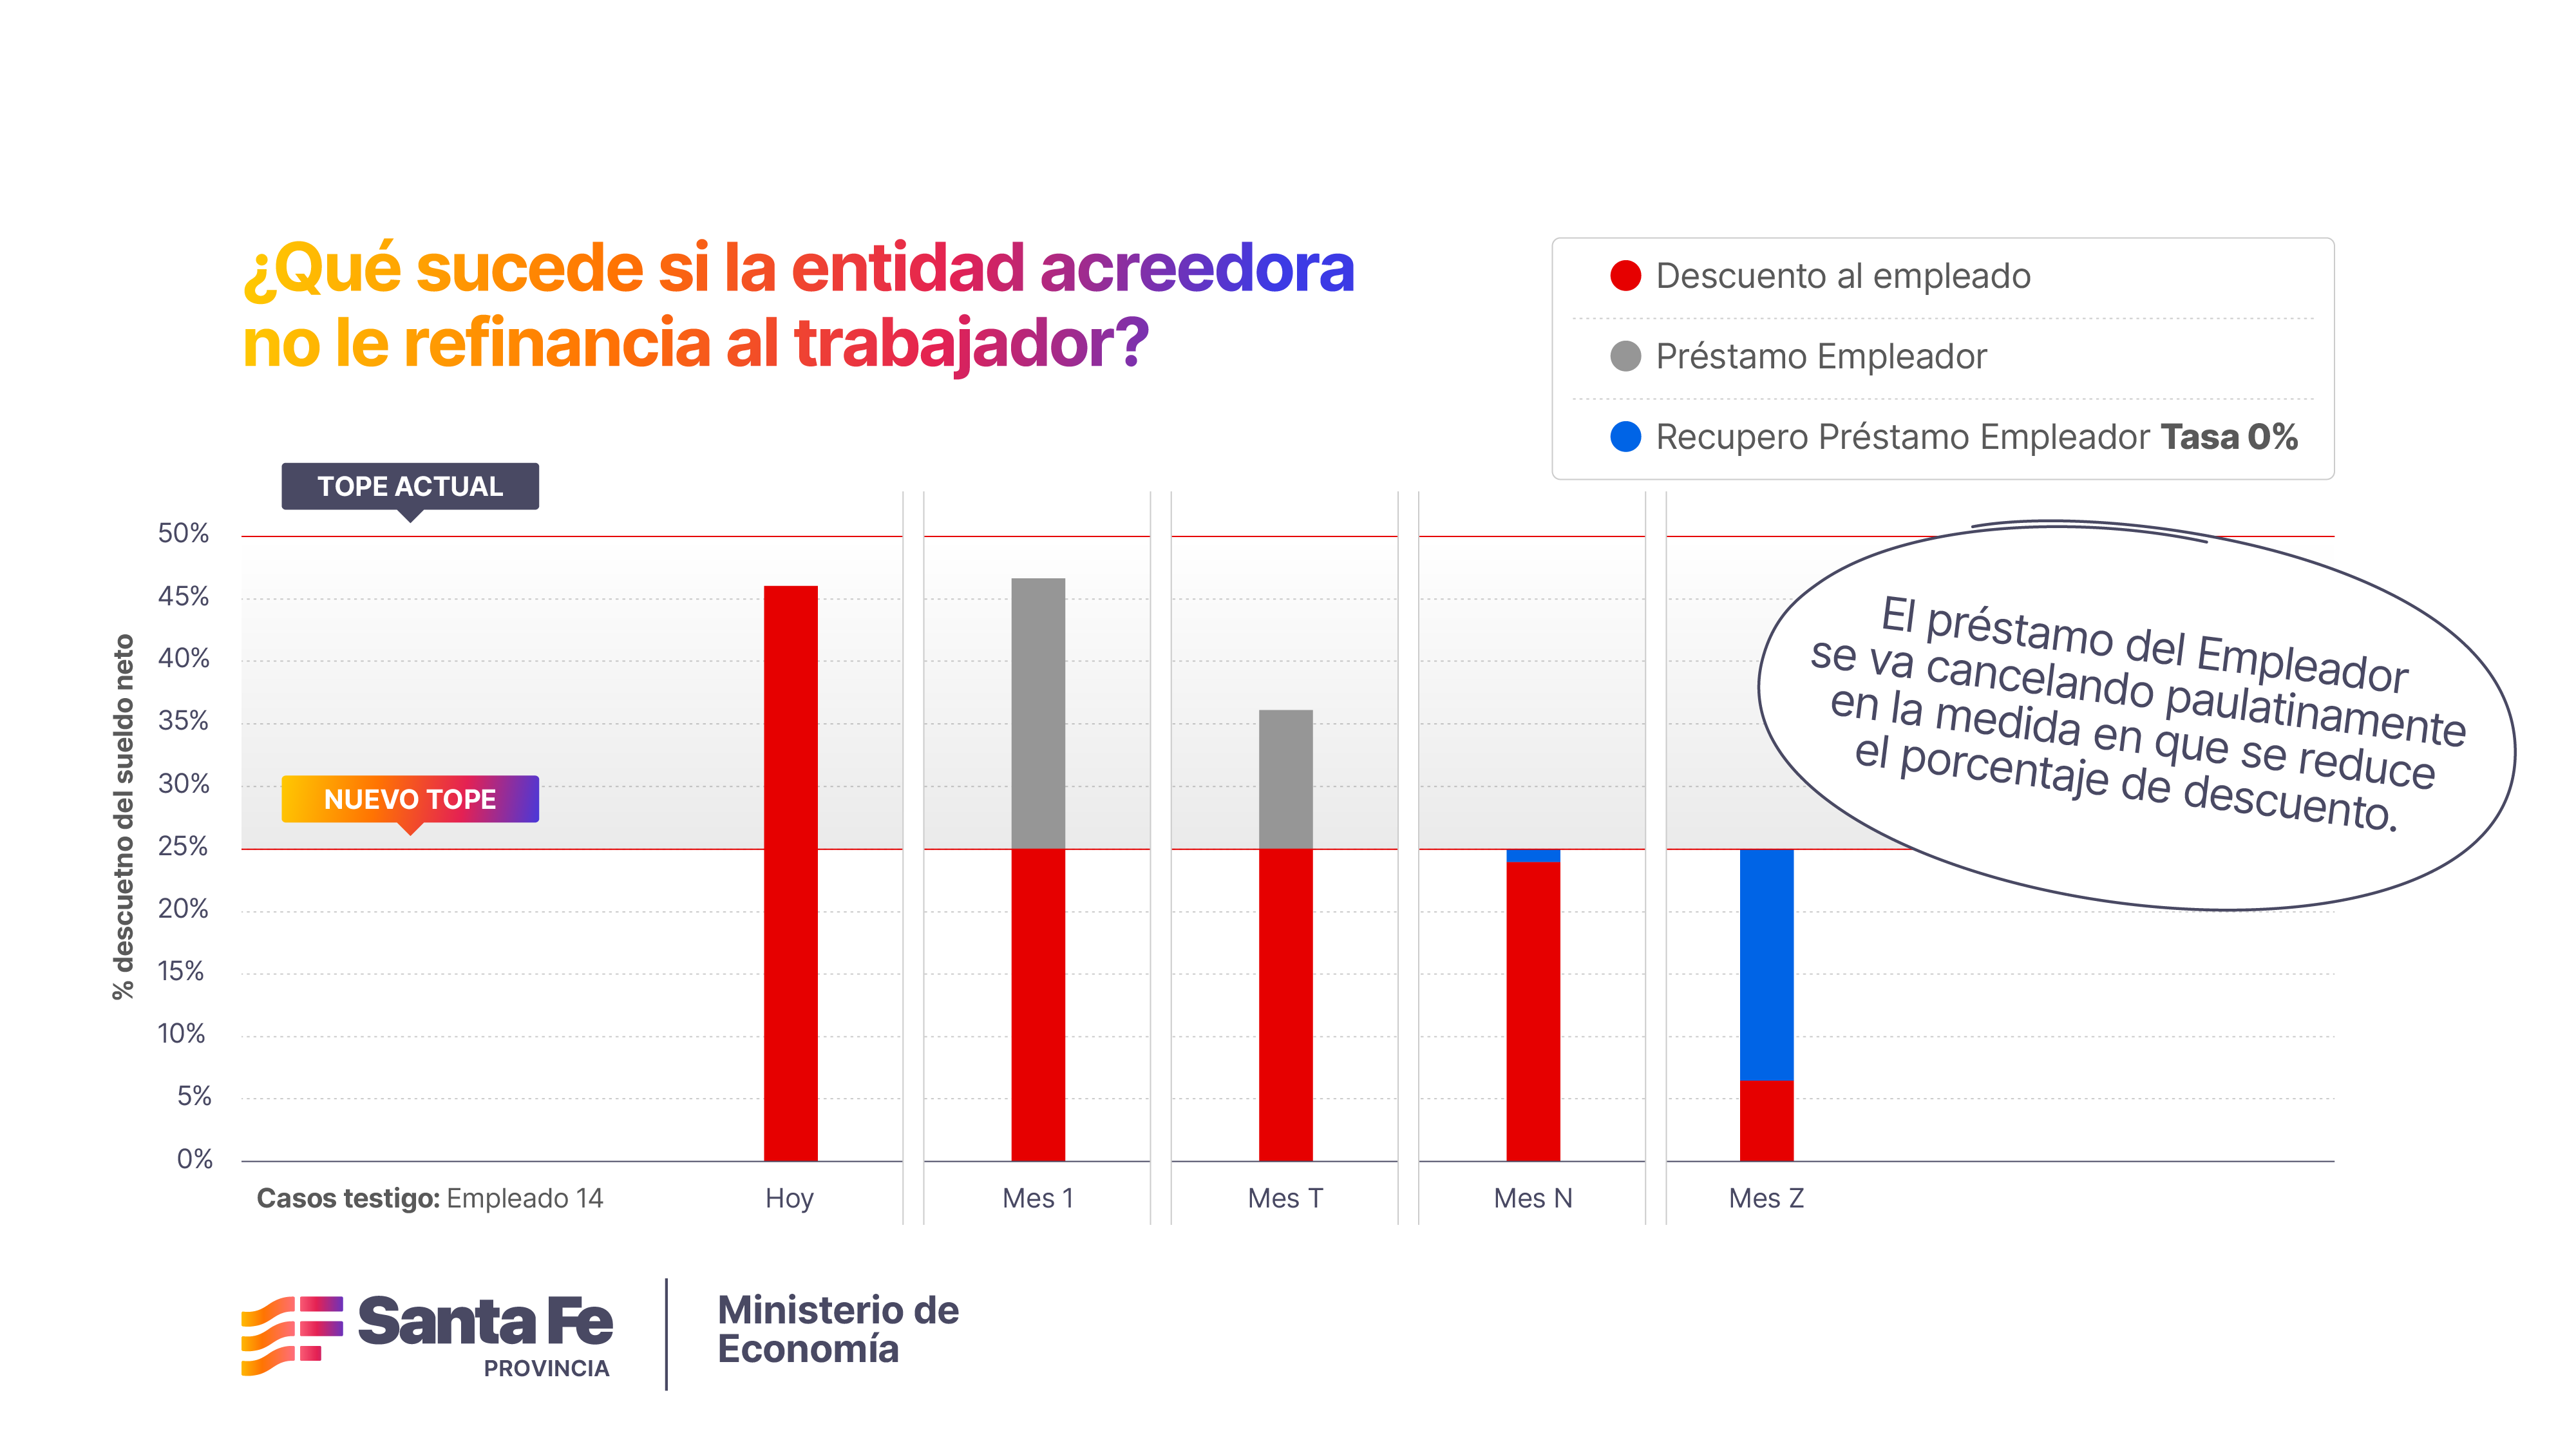 ¿Qué sucede si la entidad acreedora
no le refinancia al trabajador?
Descuento al empleado
Préstamo Empleador
Recupero Préstamo Empleador Tasa 0%
TOPE ACTUAL
50%
45%
40%
35%
30%
25%
20%
15%
10%
5%
0%
% descuetno del sueldo neto
NUEVO TOPE
El préstamo del Empleador
se va cancelando paulatinamente
en la medida en que se reduce
el porcentaje de descuento.
Casos testigo: Empleado 14
Hoy
Mes 1
Mes T
Mes N
Mes Z
Santa Fe
PROVINCIA
Ministerio de
Economía